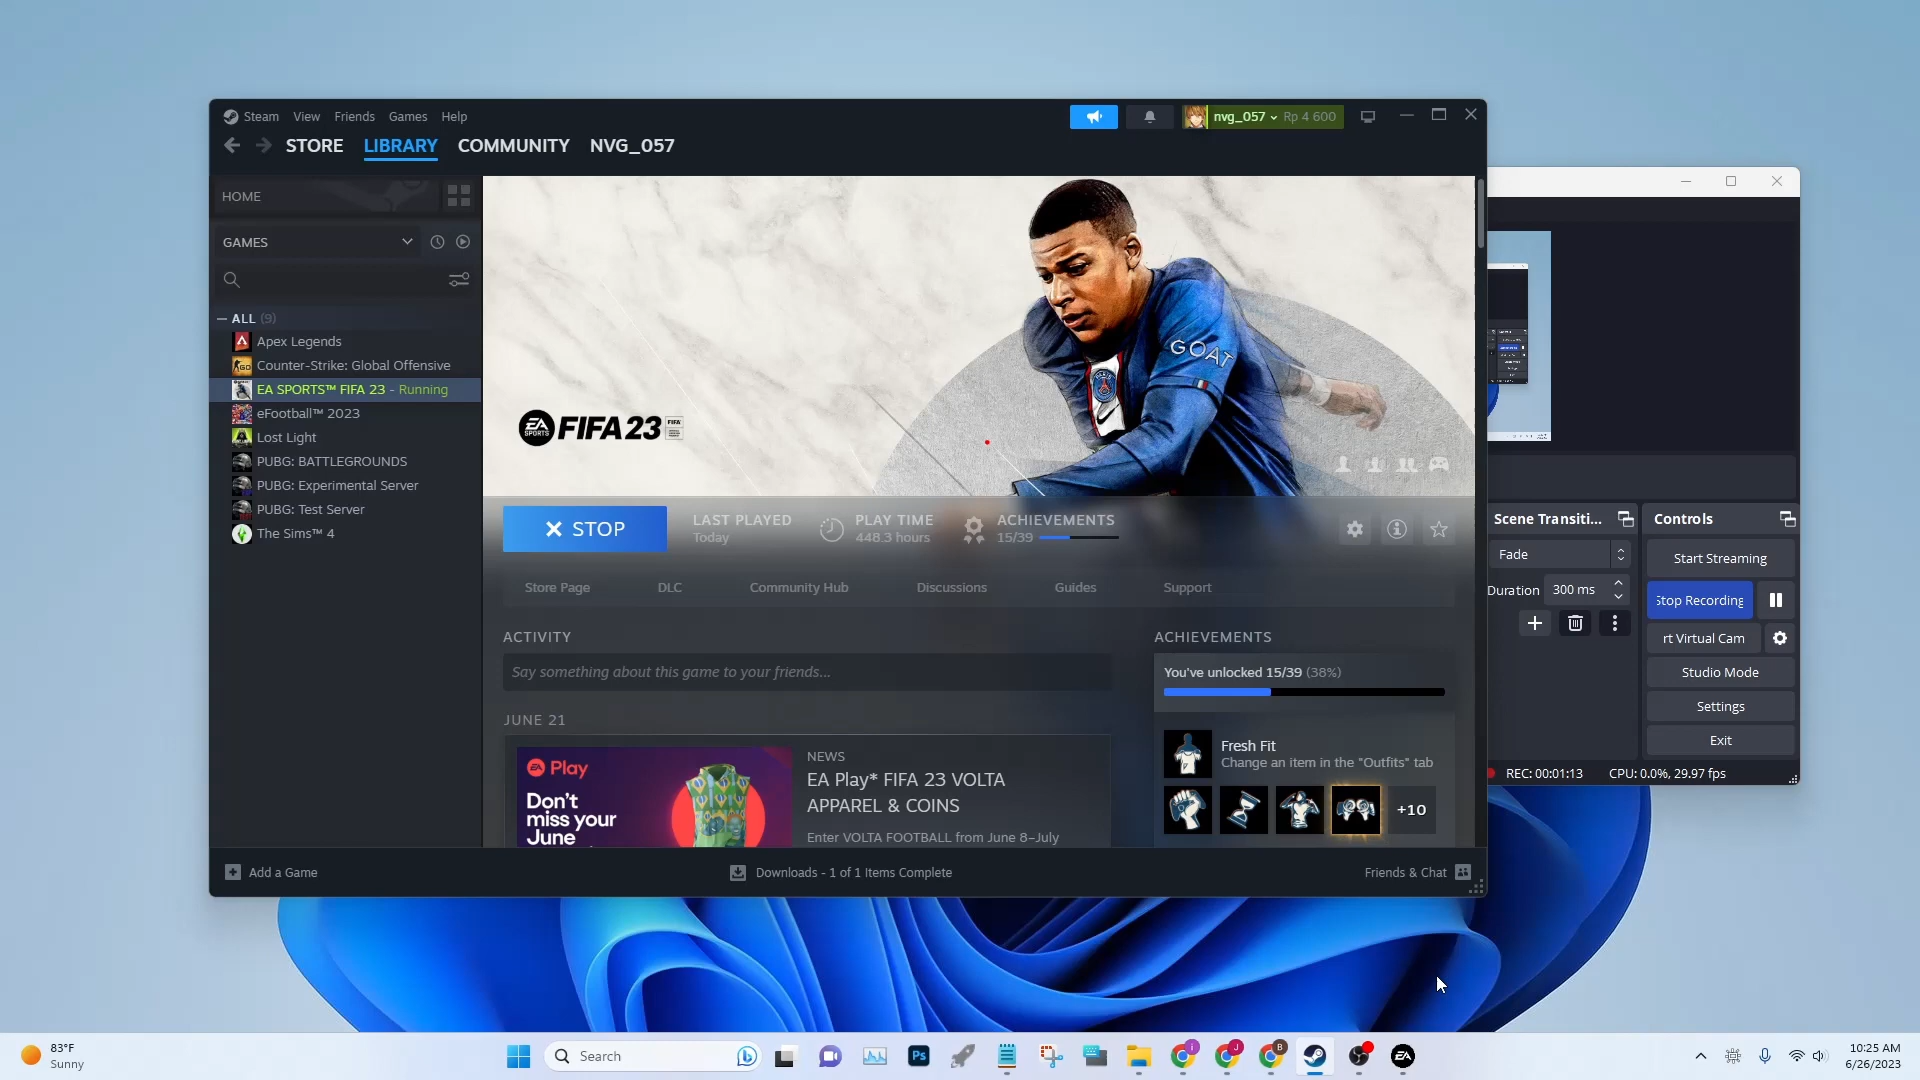 Steam View Friends Games Help
nvg_057 Rp 4 600
STORE LIBRARY COMMUNITY NVG_057
HOME
GAMES
ALL (9)
Apex Legends
Counter-Strike: Global Offensive
EA SPORTS™ FIFA 23 - Running
eFootball™ 2023
Lost Light
PUBG: BATTLEGROUNDS
PUBG: Experimental Server
PUBG: Test Server
The Sims™ 4
GOAT
EA SPORTS FIFA 23 FIFA
STOP
LAST PLAYED
Today
PLAY TIME
448.3 hours
ACHIEVEMENTS
15/39
Store Page DLC Community Hub Discussions Guides Support
ACTIVITY
Say something about this game to your friends...
JUNE 21
EA Play
Don't
miss your
June
NEWS
EA Play* FIFA 23 VOLTA
APPAREL & COINS
Enter VOLTA FOOTBALL from June 8–July
ACHIEVEMENTS
You've unlocked 15/39 (38%)
Fresh Fit
Change an item in the "Outfits" tab
+10
Add a Game
Downloads - 1 of 1 Items Complete
Friends & Chat
Scene Transiti...
Fade
Duration 300 ms
Controls
Start Streaming
Stop Recording
rt Virtual Cam
Studio Mode
Settings
Exit
REC: 00:01:13 CPU: 0.0%, 29.97 fps
83°F
Sunny
Search
Ps
i
J
B
EA
10:25 AM
6/26/2023